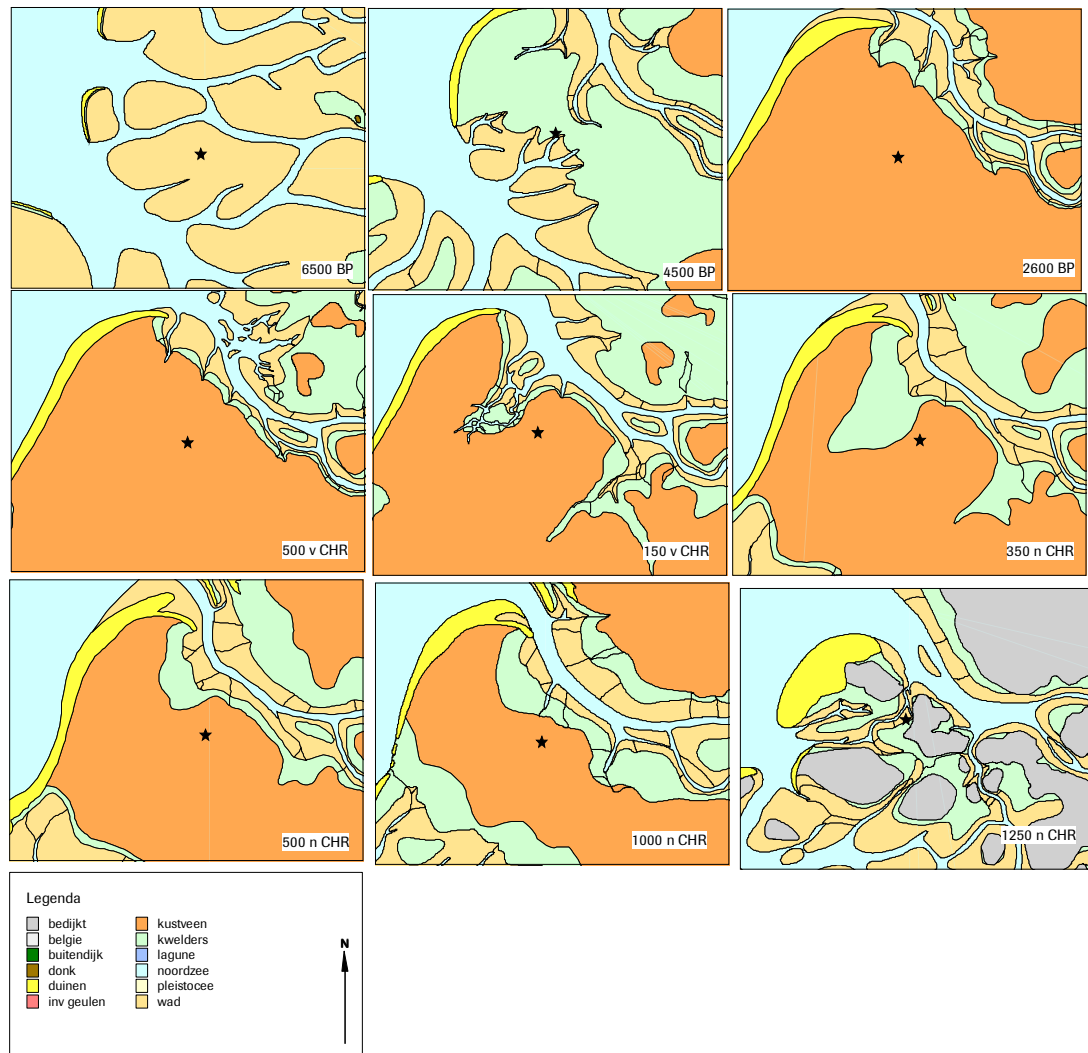 6500 BP
4500 BP
2600 BP
500 v CHR
150 v CHR
350 n CHR
500 n CHR
1000 n CHR
1250 n CHR
Legenda
bedijkt
belgie
buitendijk
donk
duinen
inv geulen
kustveen
kwelders
lagune
noordzee
pleistocee
wad
N